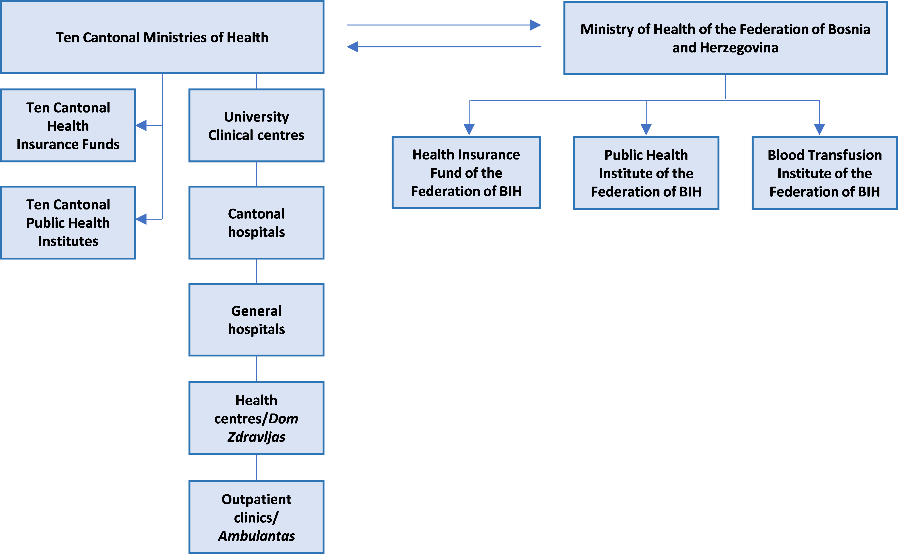 Ten Cantonal Ministries of Health
Ministry of Health of the Federation of Bosnia
and Herzegovina
Ten Cantonal
Health
Insurance Funds
University
Clinical centres
Health Insurance
Fund of the
Federation of BIH
Public Health
Institute of the
Federation of BIH
Blood Transfusion
Institute of the
Federation of BIH
Ten Cantonal
Public Health
Institutes
Cantonal
hospitals
General
hospitals
Health
centres/Dom
Zdravljas
Outpatient
clinics/
Ambulantas